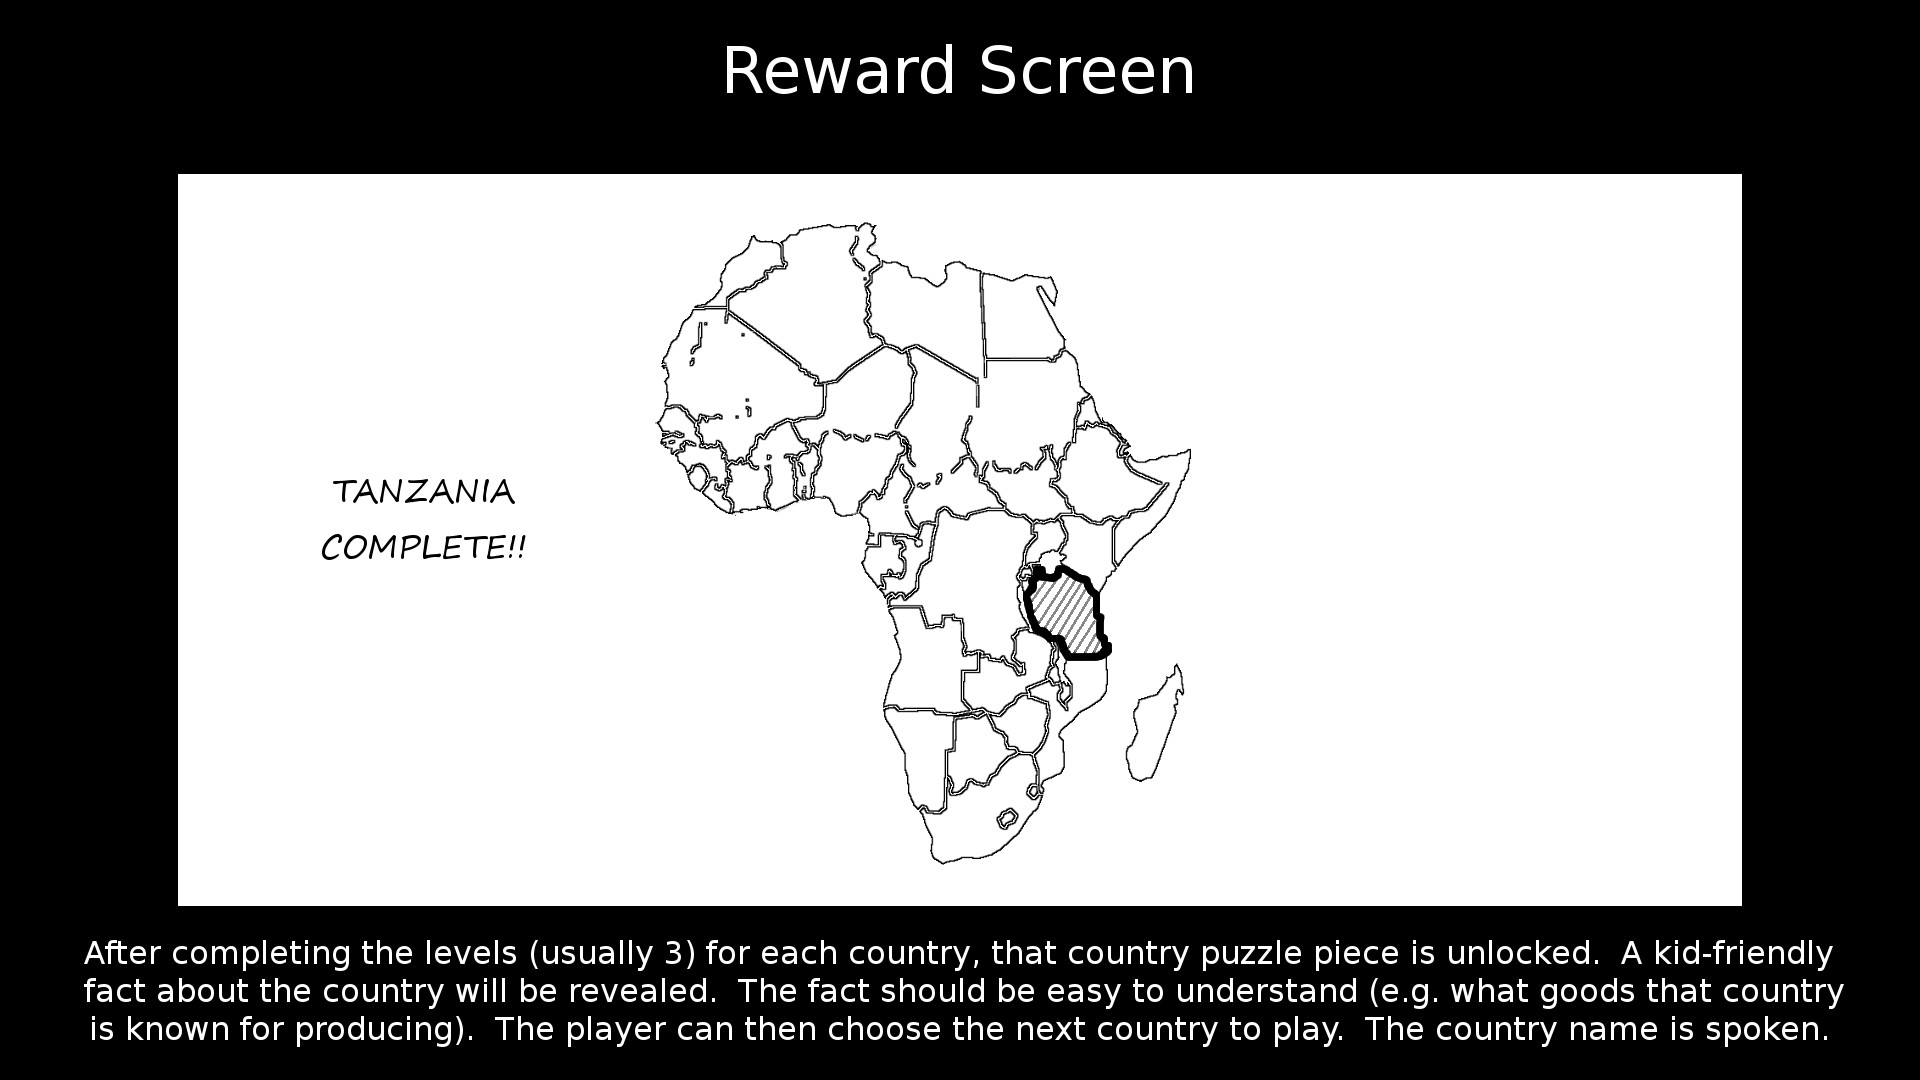 Reward Screen
TANZANIA
COMPLETE!!
After completing the levels (usually 3) for each country, that country puzzle piece is unlocked.  A kid-friendly
fact about the country will be revealed.  The fact should be easy to understand (e.g. what goods that country
is known for producing).  The player can then choose the next country to play.  The country name is spoken.